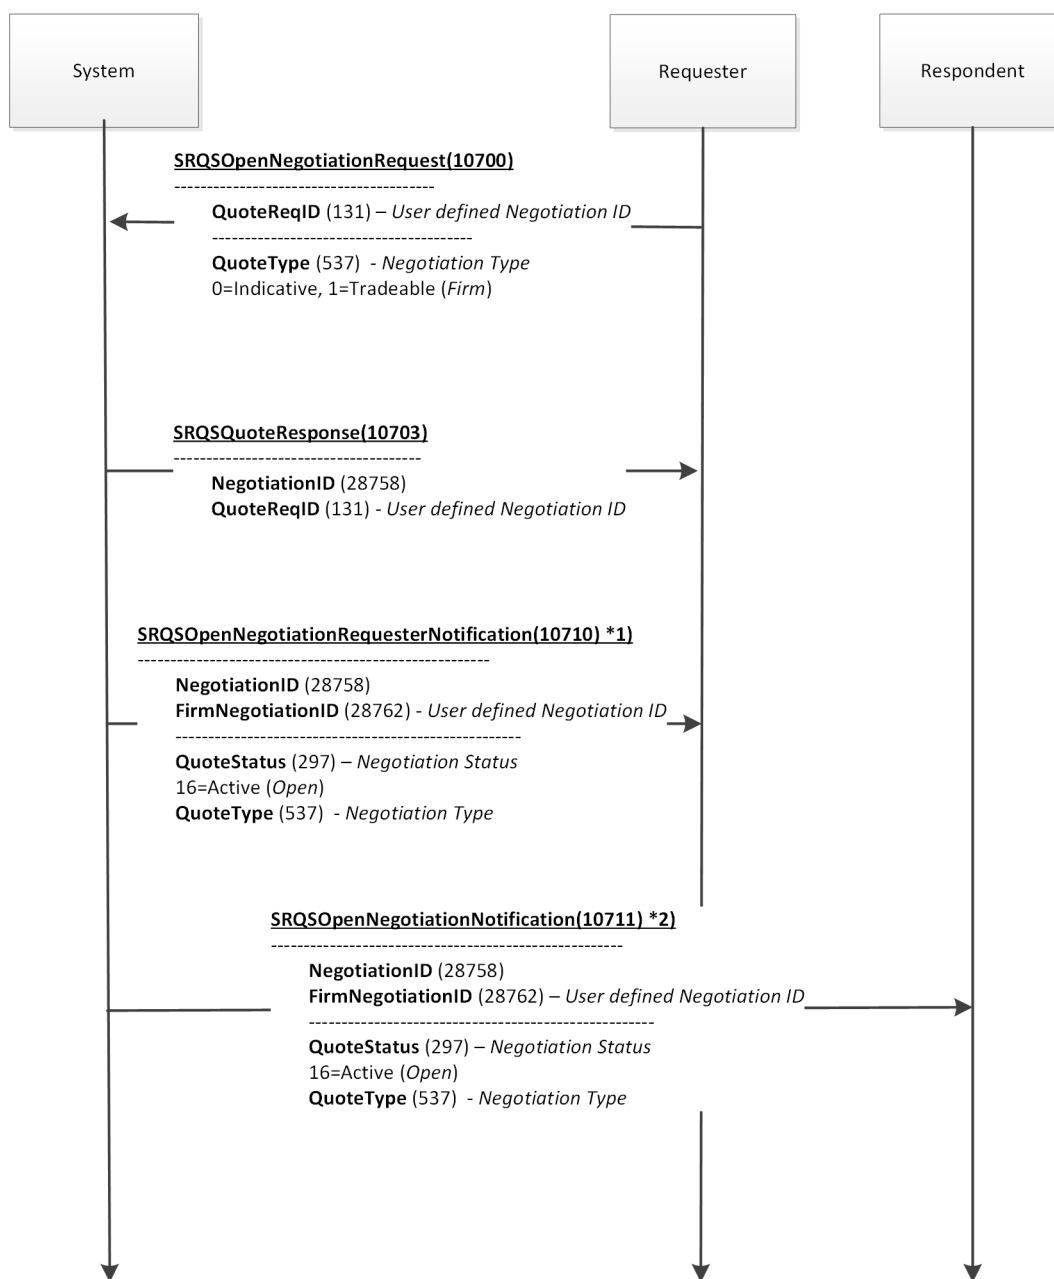 System
Requester
Respondent
SRQSOpenNegotiationRequest(10700)
----------------------------------------
QuoteReqID (131) – User defined Negotiation ID
----------------------------------------
QuoteType (537)  - Negotiation Type
0=Indicative, 1=Tradeable (Firm)
SRQSQuoteResponse(10703)
--------------------------------------
NegotiationID (28758)
QuoteReqID (131) - User defined Negotiation ID
SRQSOpenNegotiationRequesterNotification(10710) *1)
------------------------------------------------------
NegotiationID (28758)
FirmNegotiationID (28762) - User defined Negotiation ID
-----------------------------------------------------
QuoteStatus (297) – Negotiation Status
16=Active (Open)
QuoteType (537)  - Negotiation Type
SRQSOpenNegotiationNotification(10711) *2)
------------------------------------------------------
NegotiationID (28758)
FirmNegotiationID (28762) – User defined Negotiation ID
-----------------------------------------------------
QuoteStatus (297) – Negotiation Status
16=Active (Open)
QuoteType (537)  - Negotiation Type